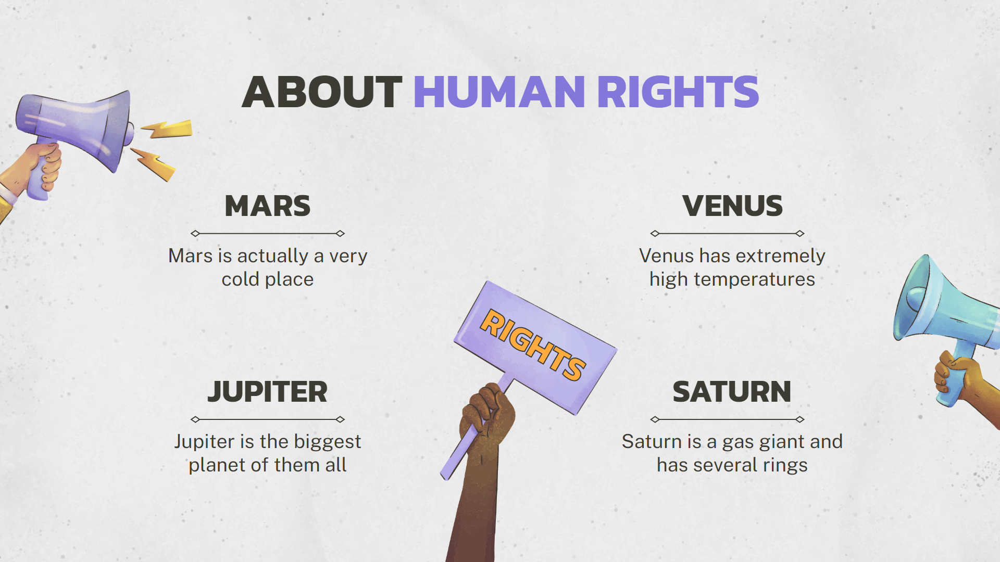 ABOUT HUMAN RIGHTS
MARS
Mars is actually a very
cold place
VENUS
Venus has extremely
high temperatures
RIGHTS
JUPITER
Jupiter is the biggest
planet of them all
SATURN
Saturn is a gas giant and
has several rings